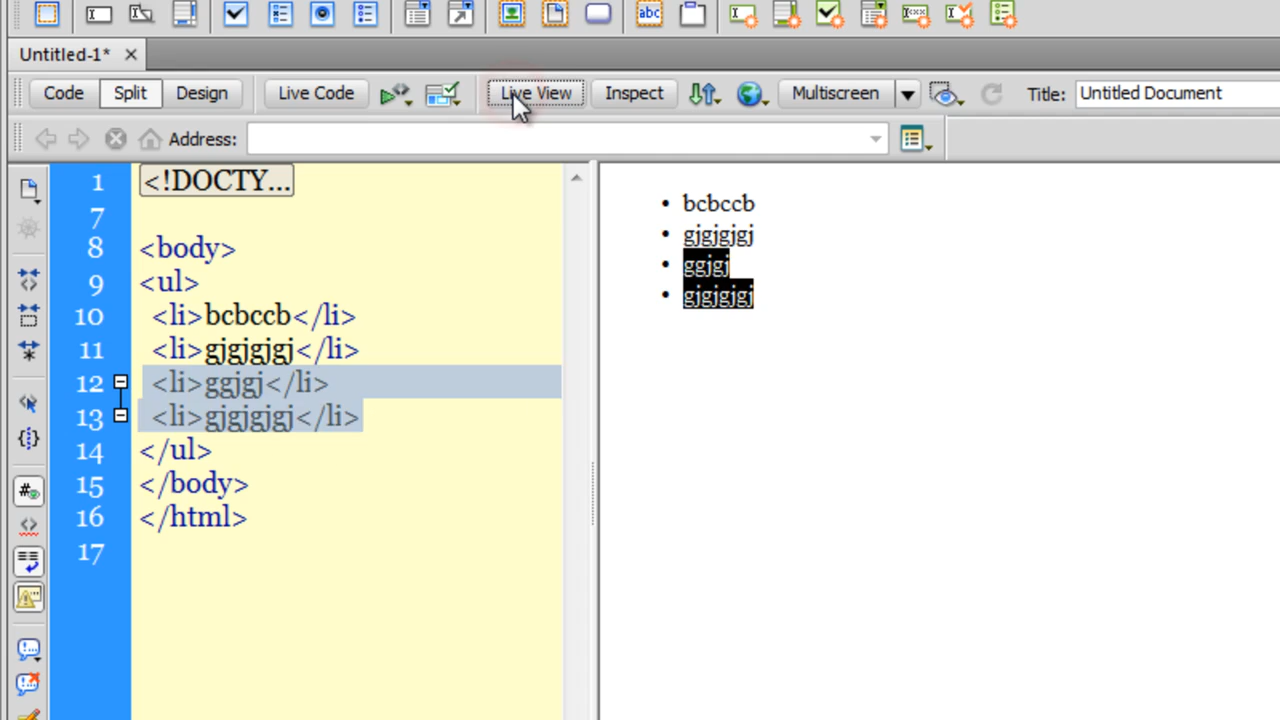 abc
Untitled-1*
Code Split Design Live Code Live View Inspect Multiscreen Title: Untitled Document
Address:
1 <!DOCTY...
7
8 <body>
9 <ul>
10 <li>bcbccb</li>
11 <li>gjgjgjgj</li>
12 <li>ggjgj</li>
13 <li>gjgjgjgj</li>
14 </ul>
15 </body>
16 </html>
17
• bcbccb
• gjgjgjgj
• ggjgj
• gjgjgjgj